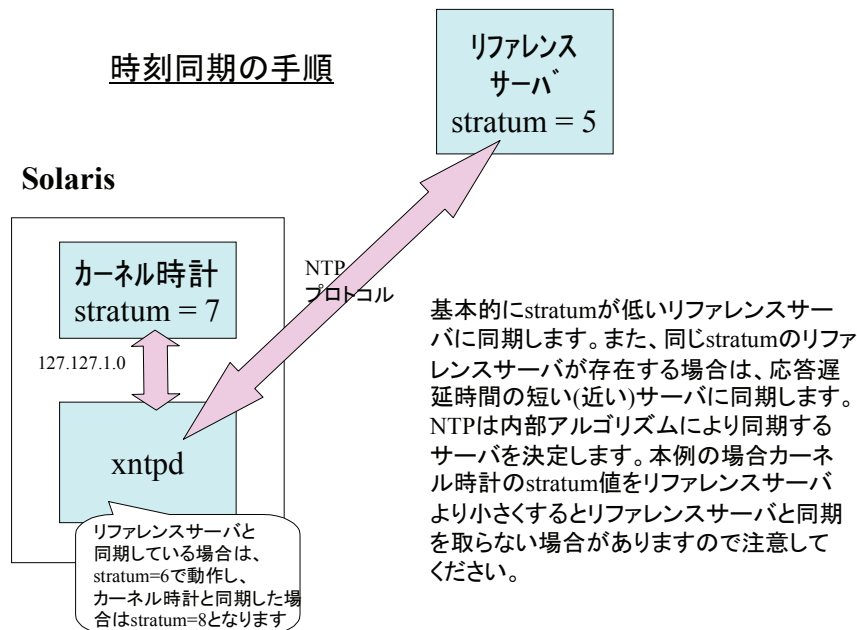 時刻同期の手順
リファレンス
サーバ
stratum = 5
Solaris
カーネル時計
stratum = 7
NTP
プロトコル
127.127.1.0
xntpd
リファレンスサーバと
同期している場合は、
stratum=6で動作し、
カーネル時計と同期した場
合はstratum=8となります
基本的にstratumが低いリファレンスサー
バに同期します。また、同じstratumのリファ
レンスサーバが存在する場合は、応答遅
延時間の短い(近い)サーバに同期します。
NTPは内部アルゴリズムにより同期する
サーバを決定します。本例の場合カーネ
ル時計のstratum値をリファレンスサーバ
より小さくするとリファレンスサーバと同期
を取らない場合がありますので注意して
ください。